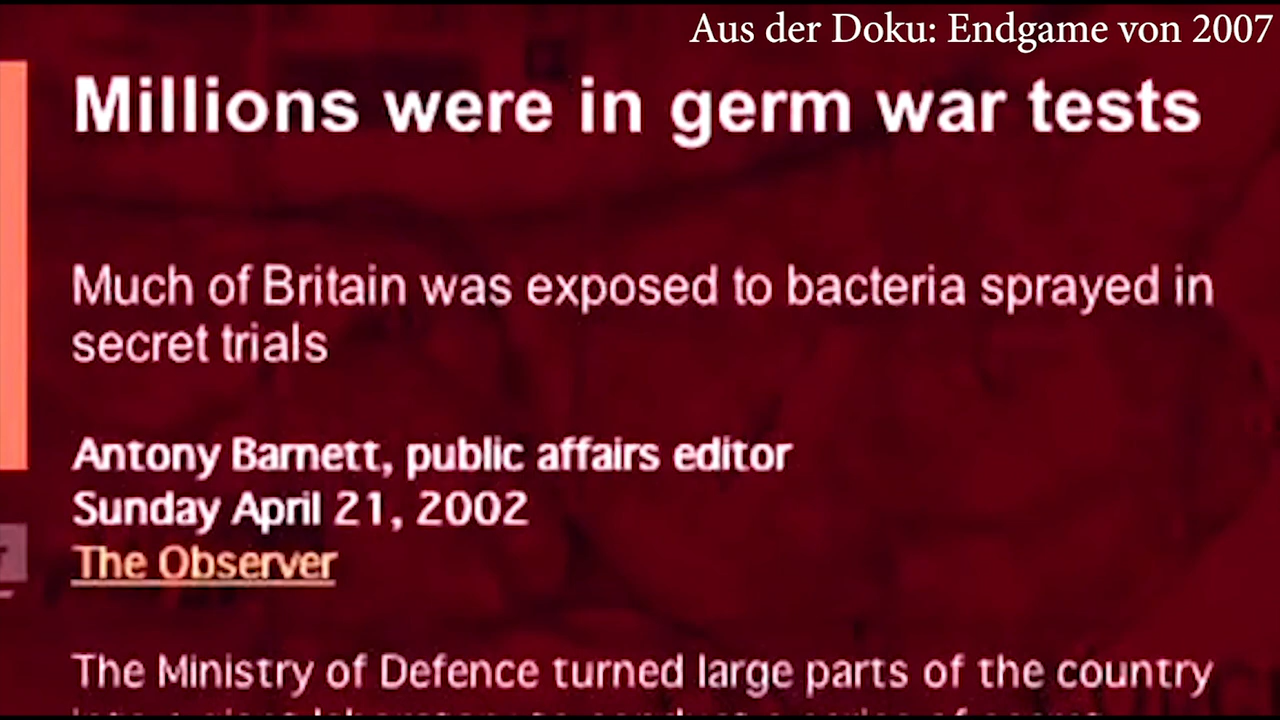 Aus der Doku: Endgame von 2007
Millions were in germ war tests
Much of Britain was exposed to bacteria sprayed in
secret trials
Antony Barnett, public affairs editor
Sunday April 21, 2002
The Observer
The Ministry of Defence turned large parts of the country